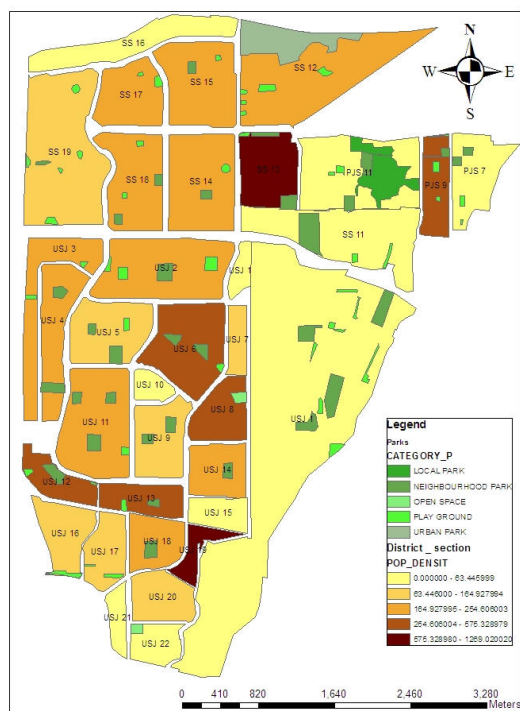 N
W E
S
SS 16
SS 12
SS 15
SS 17
SS 19
SS 18
SS 14
PJS 11
PJS 9
PJS 7
SS 11
USJ 3
USJ 2
USJ 1
USJ 4
USJ 5
USJ 6
USJ 7
USJ 10
USJ 8
USJ 11
USJ 9
USJ 1
USJ 14
USJ 12
USJ 13
USJ 15
USJ 16
USJ 17
USJ 18
USJ 19
USJ 20
USJ 21
USJ 22
Legend
Parks
CATEGORY_P
LOCAL PARK
NEIGHBOURHOOD PARK
OPEN SPACE
PLAY GROUND
URBAN PARK
District _ section
POP_DENSIT
0.000000 - 63.445999
63.446000 - 164.927994
164.927995 - 254.606003
254.606004 - 575.328979
575.328980 - 1269.020020
0 410 820 1,640 2,460 3,280
Meters